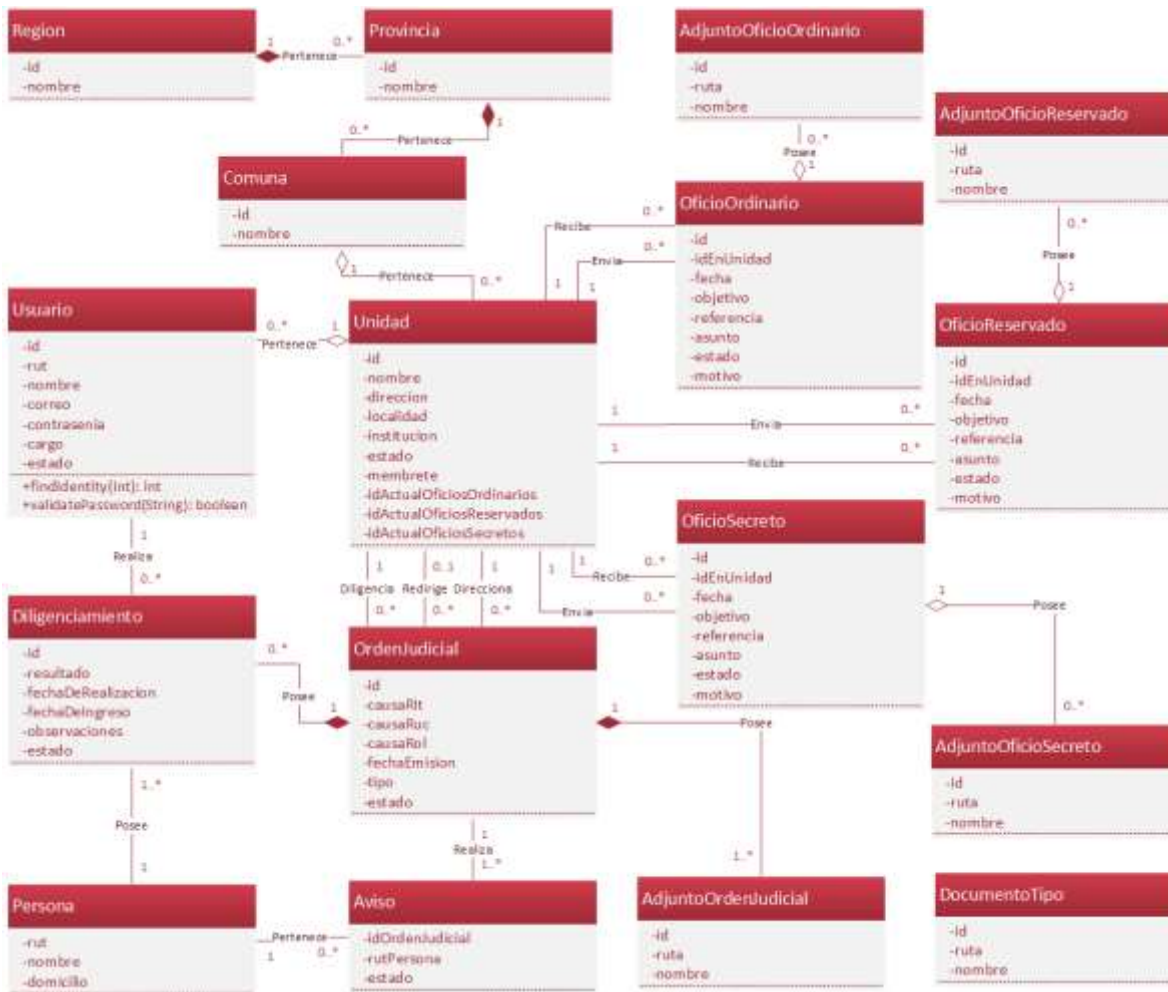 Region
-id
-nombre
1
0..*
Pertenece
Provincia
-id
-nombre
1
0..*
Pertenece
AdjuntoOficioOrdinario
-id
-ruta
-nombre
0..*
Posee
1
AdjuntoOficioReservado
-id
-ruta
-nombre
0..*
Posee
1
Comuna
-id
-nombre
1
Pertenece
0..*
OficioOrdinario
-id
-idEnUnidad
-fecha
-objetivo
-referencia
-asunto
-estado
-motivo
0..*
Recibe
1
0..*
Envia
1
Usuario
-id
-rut
-nombre
-correo
-contrasenia
-cargo
-estado
+findIdentity(int): int
+validatePassword(String): boolean
0..*
1
Pertenece
Unidad
-id
-nombre
-direccion
-localidad
-institucion
-estado
-membrete
-idActualOficiosOrdinarios
-idActualOficiosReservados
-idActualOficiosSecretos
OficioReservado
-id
-idEnUnidad
-fecha
-objetivo
-referencia
-asunto
-estado
-motivo
1
0..*
Envia
1
0..*
Recibe
OficioSecreto
-id
-idEnUnidad
-fecha
-objetivo
-referencia
-asunto
-estado
-motivo
1
Recibe
0..*
1
Envia
0..*
1
Posee
0..*
1
Realiza
0..*
1
Diligencia
0..*
Redirige
0..*
1
Direcciona
0..*
Diligenciamiento
-id
-resultado
-fechaDeRealizacion
-fechaDeIngreso
-observaciones
-estado
0..*
Posee
1
OrdenJudicial
-id
-causaRit
-causaRuc
-causaRol
-fechaEmision
-tipo
-estado
1
Posee
1..*
AdjuntoOficioSecreto
-id
-ruta
-nombre
1..*
Posee
1
1
Realiza
1..*
Persona
-rut
-nombre
-domicilio
Pertenece
1
0..*
Aviso
-idOrdenJudicial
-rutPersona
-estado
AdjuntoOrdenJudicial
-id
-ruta
-nombre
DocumentoTipo
-id
-ruta
-nombre